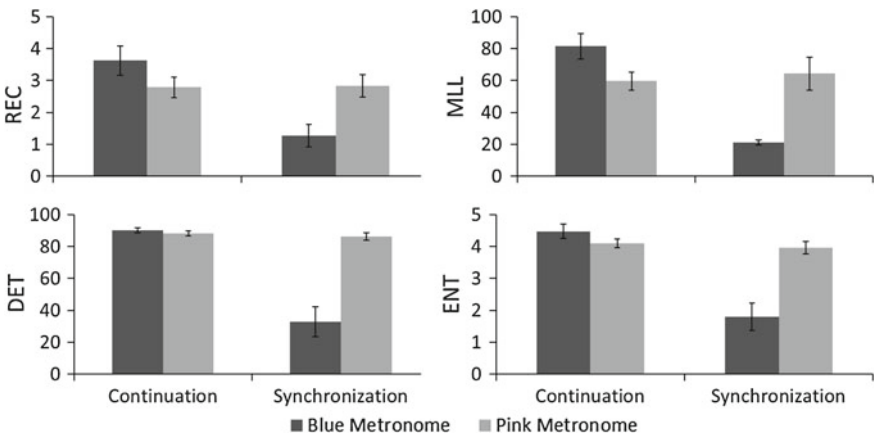 5
4
3
2
1
0
REC
100
80
60
40
20
0
MLL
100
80
60
40
20
0
DET
Continuation
Synchronization
5
4
3
2
1
0
ENT
Continuation
Synchronization
Blue Metronome
Pink Metronome